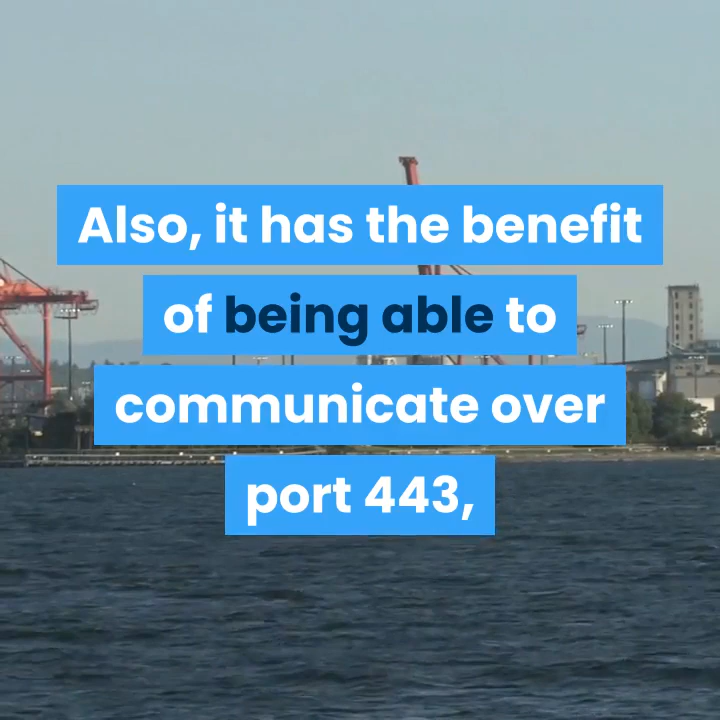 Also, it has the benefit
of being able to
communicate over
port 443,